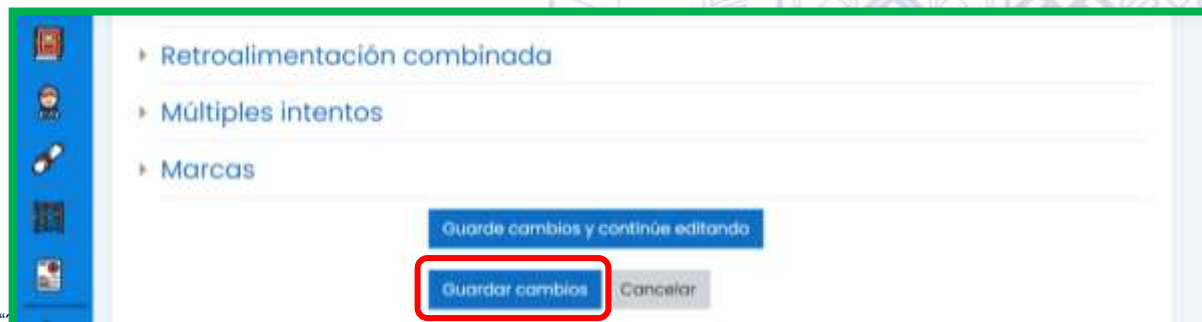 Retroalimentación combinada
Múltiples intentos
Marcas
Guarde cambios y continúe editando
Guardar cambios Cancelar